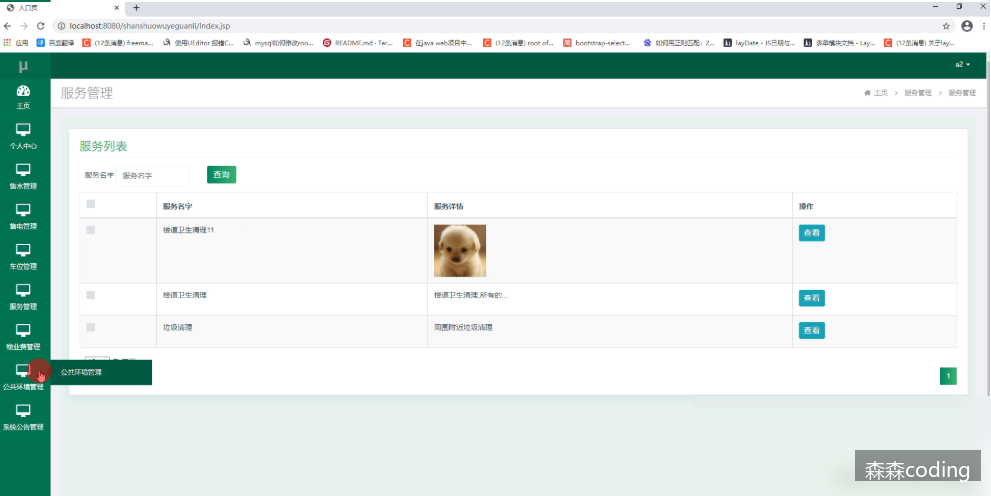 入口页
localhost:8080/shanshuowuyeguanli/index.jsp
应用
百度翻译
(12条消息) freema...
使用UEditor 报错C...
mysql如何修改roo...
README.md · Ter...
在java web项目中...
(12条消息) root of...
bootstrap-select...
如何用正则匹配：2...
layDate - JS日期与...
表单模块文档 - Lay...
(12条消息) 关于lay...
μ
a2
主页
服务管理
主页 > 服务管理 > 服务管理
个人中心
服务列表
售水管理
服务名字 服务名字 查询
服务名字 服务详情 操作
售电管理
楼道卫生清理11 查看
车位管理
服务管理
楼道卫生清理 楼道卫生清理,所有的... 查看
垃圾清理 周围附近垃圾清理 查看
物业费管理
公共环境管理
公共环境管理
1
系统公告管理
森森coding